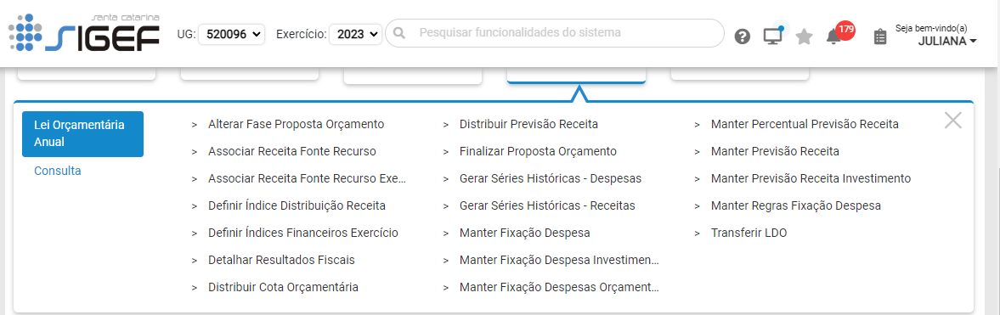 santa catarina
SIGEF
UG: 520096 Exercício: 2023 Pesquisar funcionalidades do sistema
179
Seja bem-vindo(a)
JULIANA
Lei Orçamentária
Anual
Consulta
> Alterar Fase Proposta Orçamento
> Associar Receita Fonte Recurso
> Associar Receita Fonte Recurso Exe...
> Definir Índice Distribuição Receita
> Definir Índices Financeiros Exercício
> Detalhar Resultados Fiscais
> Distribuir Cota Orçamentária
> Distribuir Previsão Receita
> Finalizar Proposta Orçamento
> Gerar Séries Históricas - Despesas
> Gerar Séries Históricas - Receitas
> Manter Fixação Despesa
> Manter Fixação Despesa Investimen...
> Manter Fixação Despesas Orçament...
> Manter Percentual Previsão Receita
> Manter Previsão Receita
> Manter Previsão Receita Investimento
> Manter Regras Fixação Despesa
> Transferir LDO